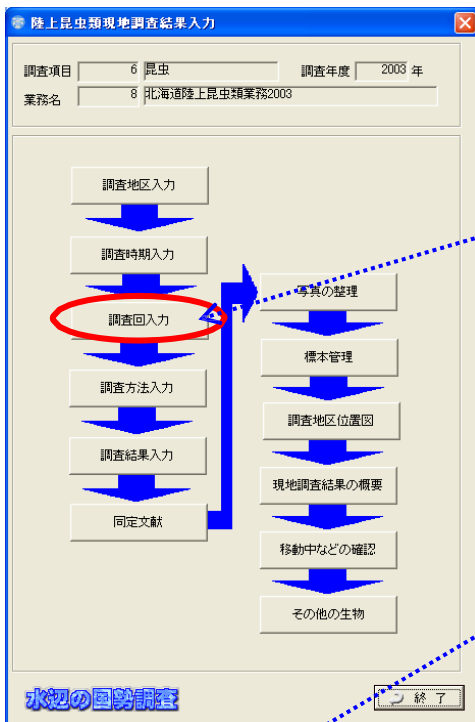 陸上昆虫類現地調査結果入力
調査項目 6 昆虫 調査年度 2003 年
業務名 8 北海道陸上昆虫類業務2003
調査地区入力
調査時期入力
調査回入力
調査方法入力
調査結果入力
同定文献
写真の整理
標本管理
調査地区位置図
現地調査結果の概要
移動中などの確認
その他の生物
水辺の国勢調査
終 了